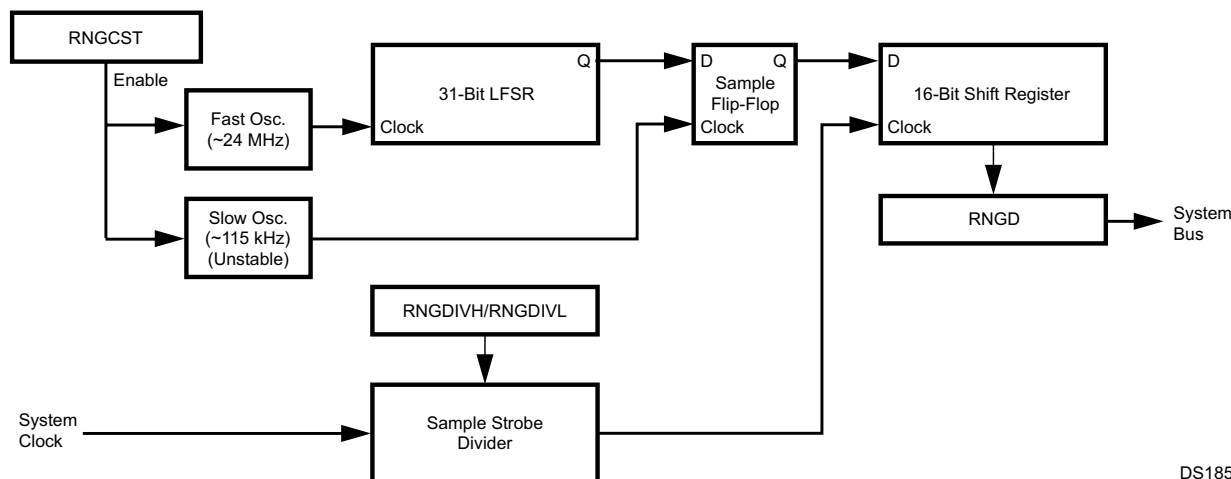 RNGCST
Enable
Fast Osc.
(~24 MHz)
Slow Osc.
(~115 kHz)
(Unstable)
Q
31-Bit LFSR
Clock
D Q
Sample
Flip-Flop
Clock
D
16-Bit Shift Register
Clock
RNGD
System
Bus
RNGDIVH/RNGDIVL
System
Clock
Sample Strobe
Divider
DS185